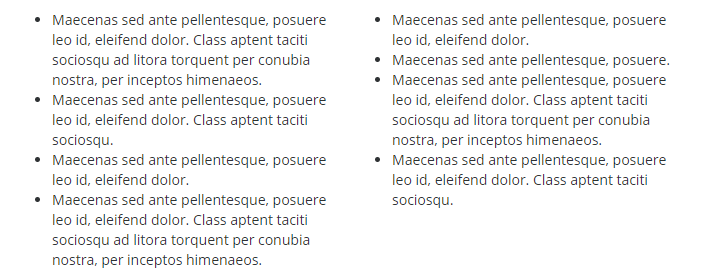 • Maecenas sed ante pellentesque, posuere
leo id, eleifend dolor. Class aptent taciti
sociosqu ad litora torquent per conubia
nostra, per inceptos himenaeos.
• Maecenas sed ante pellentesque, posuere
leo id, eleifend dolor. Class aptent taciti
sociosqu.
• Maecenas sed ante pellentesque, posuere
leo id, eleifend dolor.
• Maecenas sed ante pellentesque, posuere
leo id, eleifend dolor. Class aptent taciti
sociosqu ad litora torquent per conubia
nostra, per inceptos himenaeos.
• Maecenas sed ante pellentesque, posuere
leo id, eleifend dolor.
• Maecenas sed ante pellentesque, posuere.
• Maecenas sed ante pellentesque, posuere
leo id, eleifend dolor. Class aptent taciti
sociosqu ad litora torquent per conubia
nostra, per inceptos himenaeos.
• Maecenas sed ante pellentesque, posuere
leo id, eleifend dolor. Class aptent taciti
sociosqu.